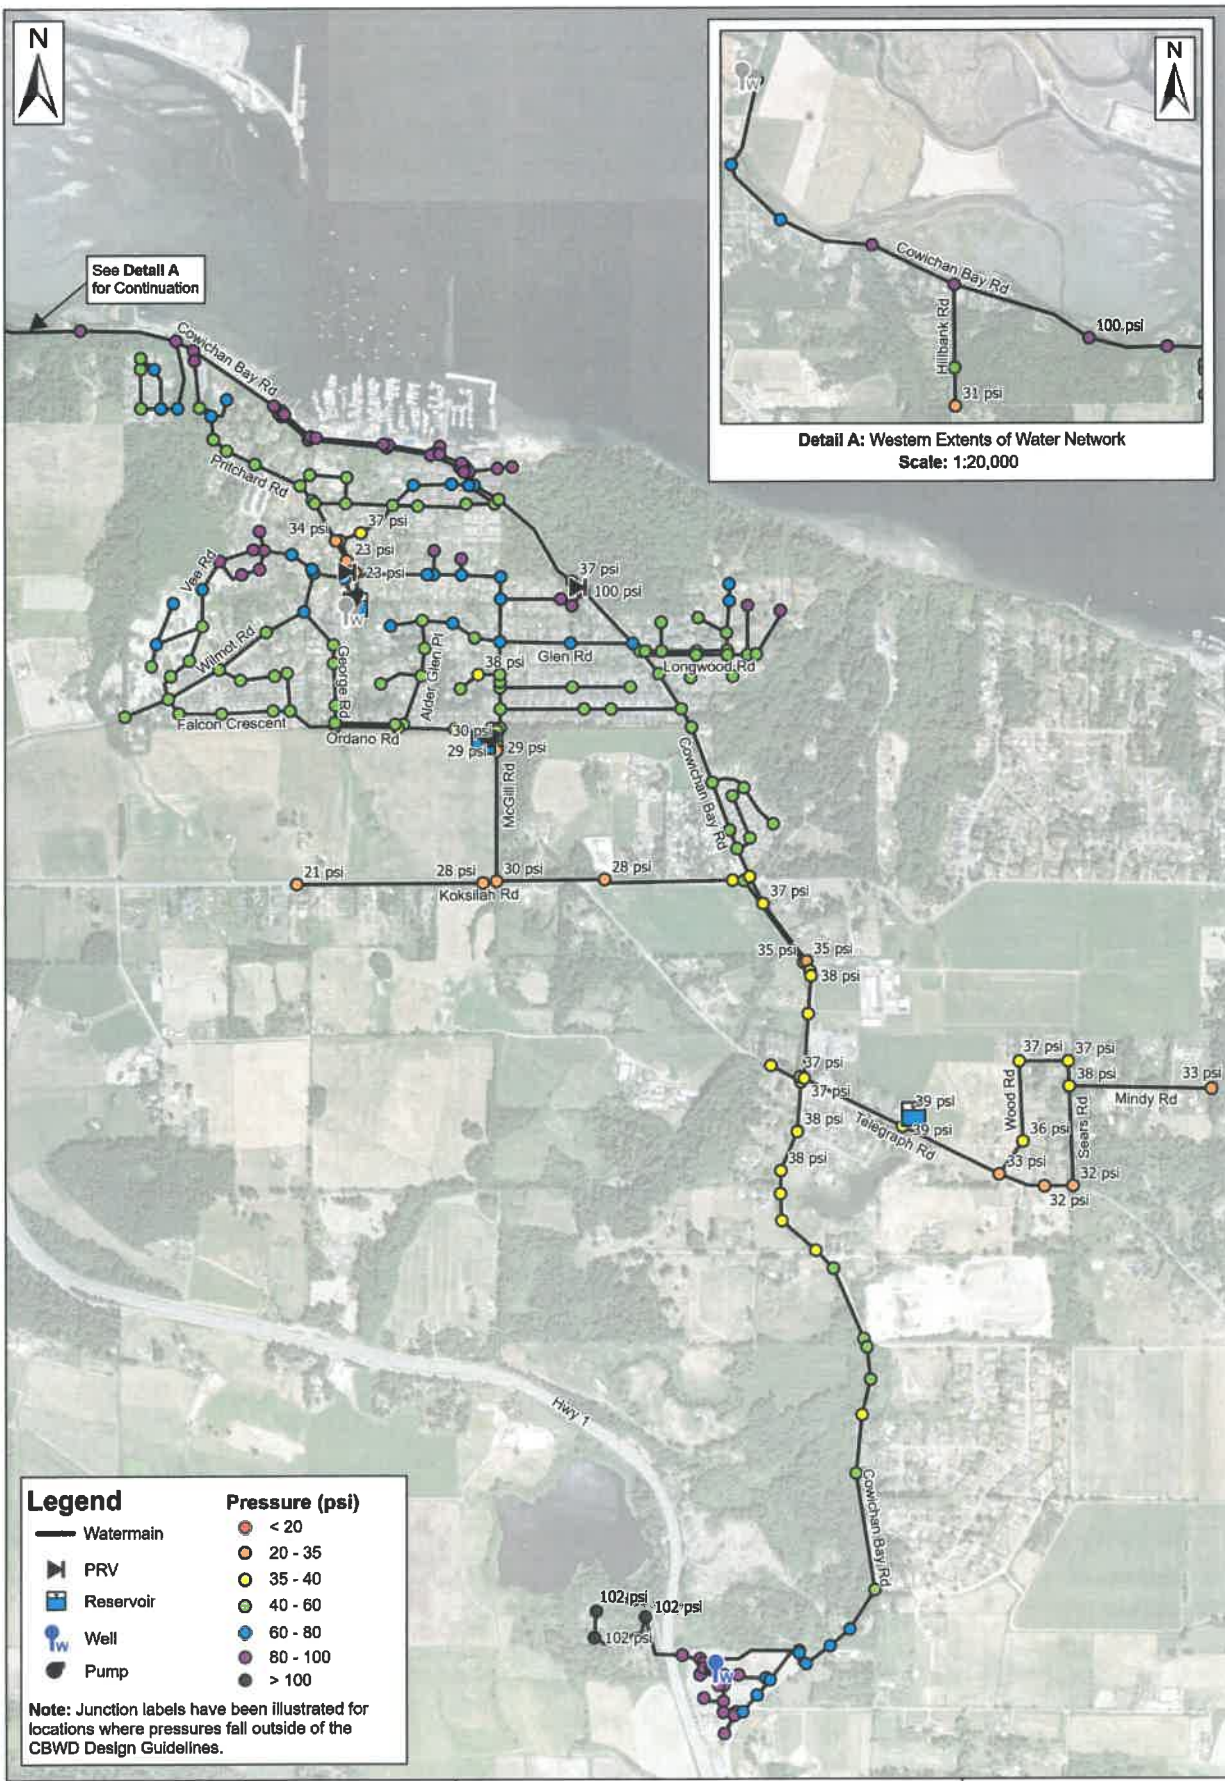 N
N
W
See Detail A
for Continuation
Cowichan Bay Rd
Hillbank Rd
100 psi
31 psi
Detail A: Western Extents of Water Network
Scale: 1:20,000
Cowichan Bay Rd
Pritchard Rd
34 psi
37 psi
23 psi
23 psi
W
37 psi
100 psi
Vee Rd
Wilmot Rd
George Rd
Alder Glen Pl
38 psi
Glen Rd
Longwood Rd
Falcon Crescent
Ordano Rd
30 psi
29 psi
29 psi
McGill Rd
Cowichan Bay Rd
21 psi
28 psi
30 psi
28 psi
Koksilah Rd
37 psi
35 psi
35 psi
38 psi
37 psi
37 psi
38 psi
38 psi
39 psi
39 psi
Telegraph Rd
37 psi
37 psi
38 psi
33 psi
Mindy Rd
Wood Rd
Sears Rd
36 psi
33 psi
32 psi
32 psi
Hwy 1
Cowichan Bay Rd
102 psi
102 psi
102 psi
W
Legend
Watermain
PRV
Reservoir
W
Well
Pump
Pressure (psi)
< 20
20 - 35
35 - 40
40 - 60
60 - 80
80 - 100
> 100
Note: Junction labels have been illustrated for
locations where pressures fall outside of the
CBWD Design Guidelines.